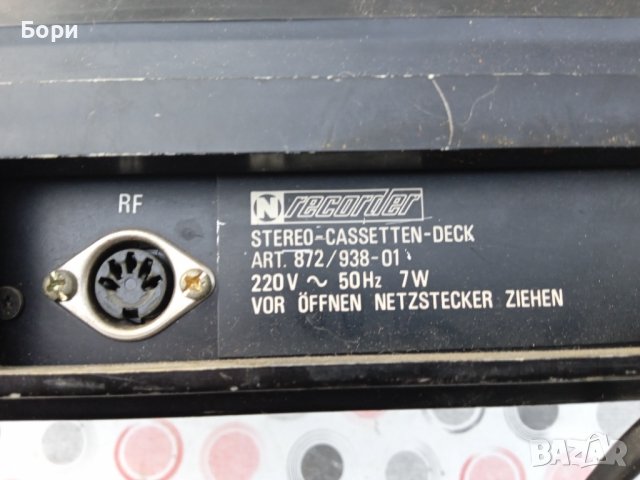 Бори
RF
N recorder
STEREO-CASSETTEN-DECK
ART. 872/938-01
220V ~ 50Hz 7W
VOR ÖFFNEN NETZSTECKER ZIEHEN
BAZAR